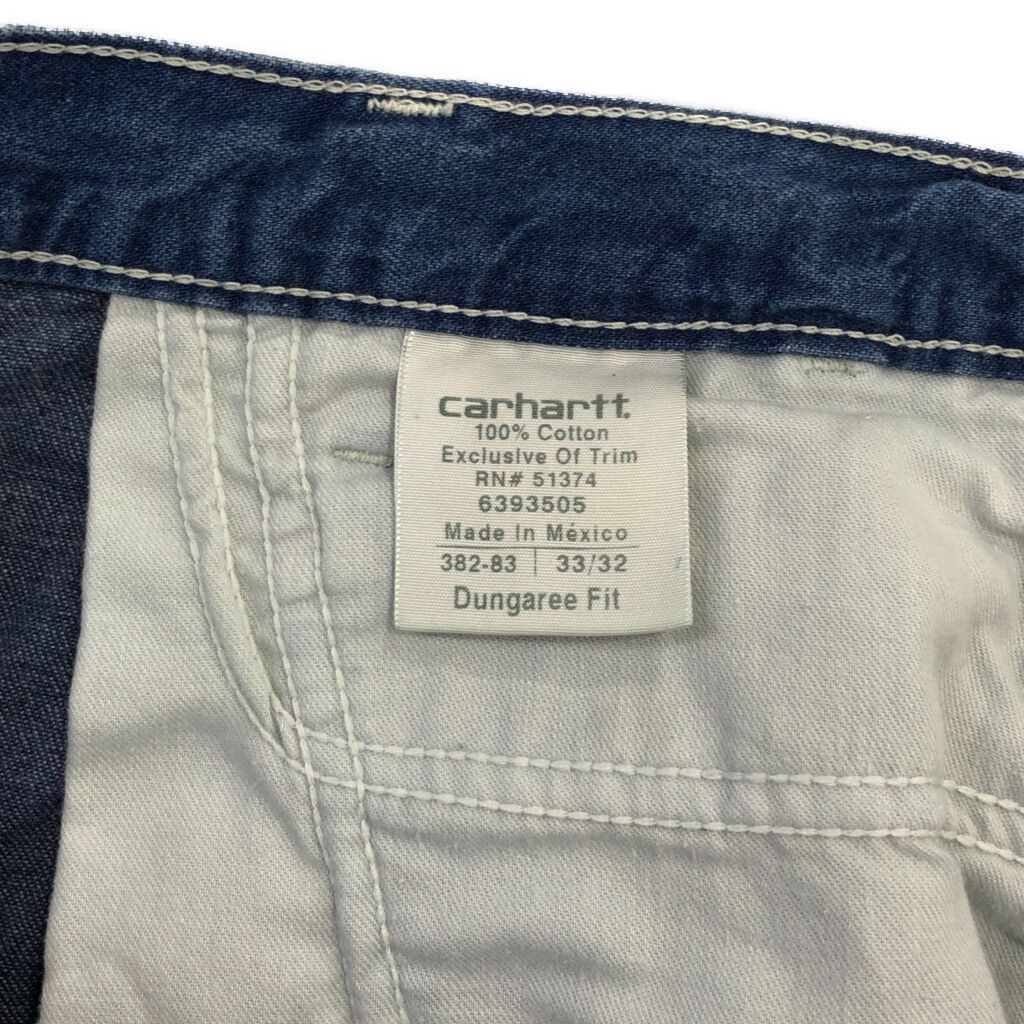 carhartt.
100% Cotton
Exclusive Of Trim
RN# 51374
6393505
Made In México
382-83 | 33/32
Dungaree Fit